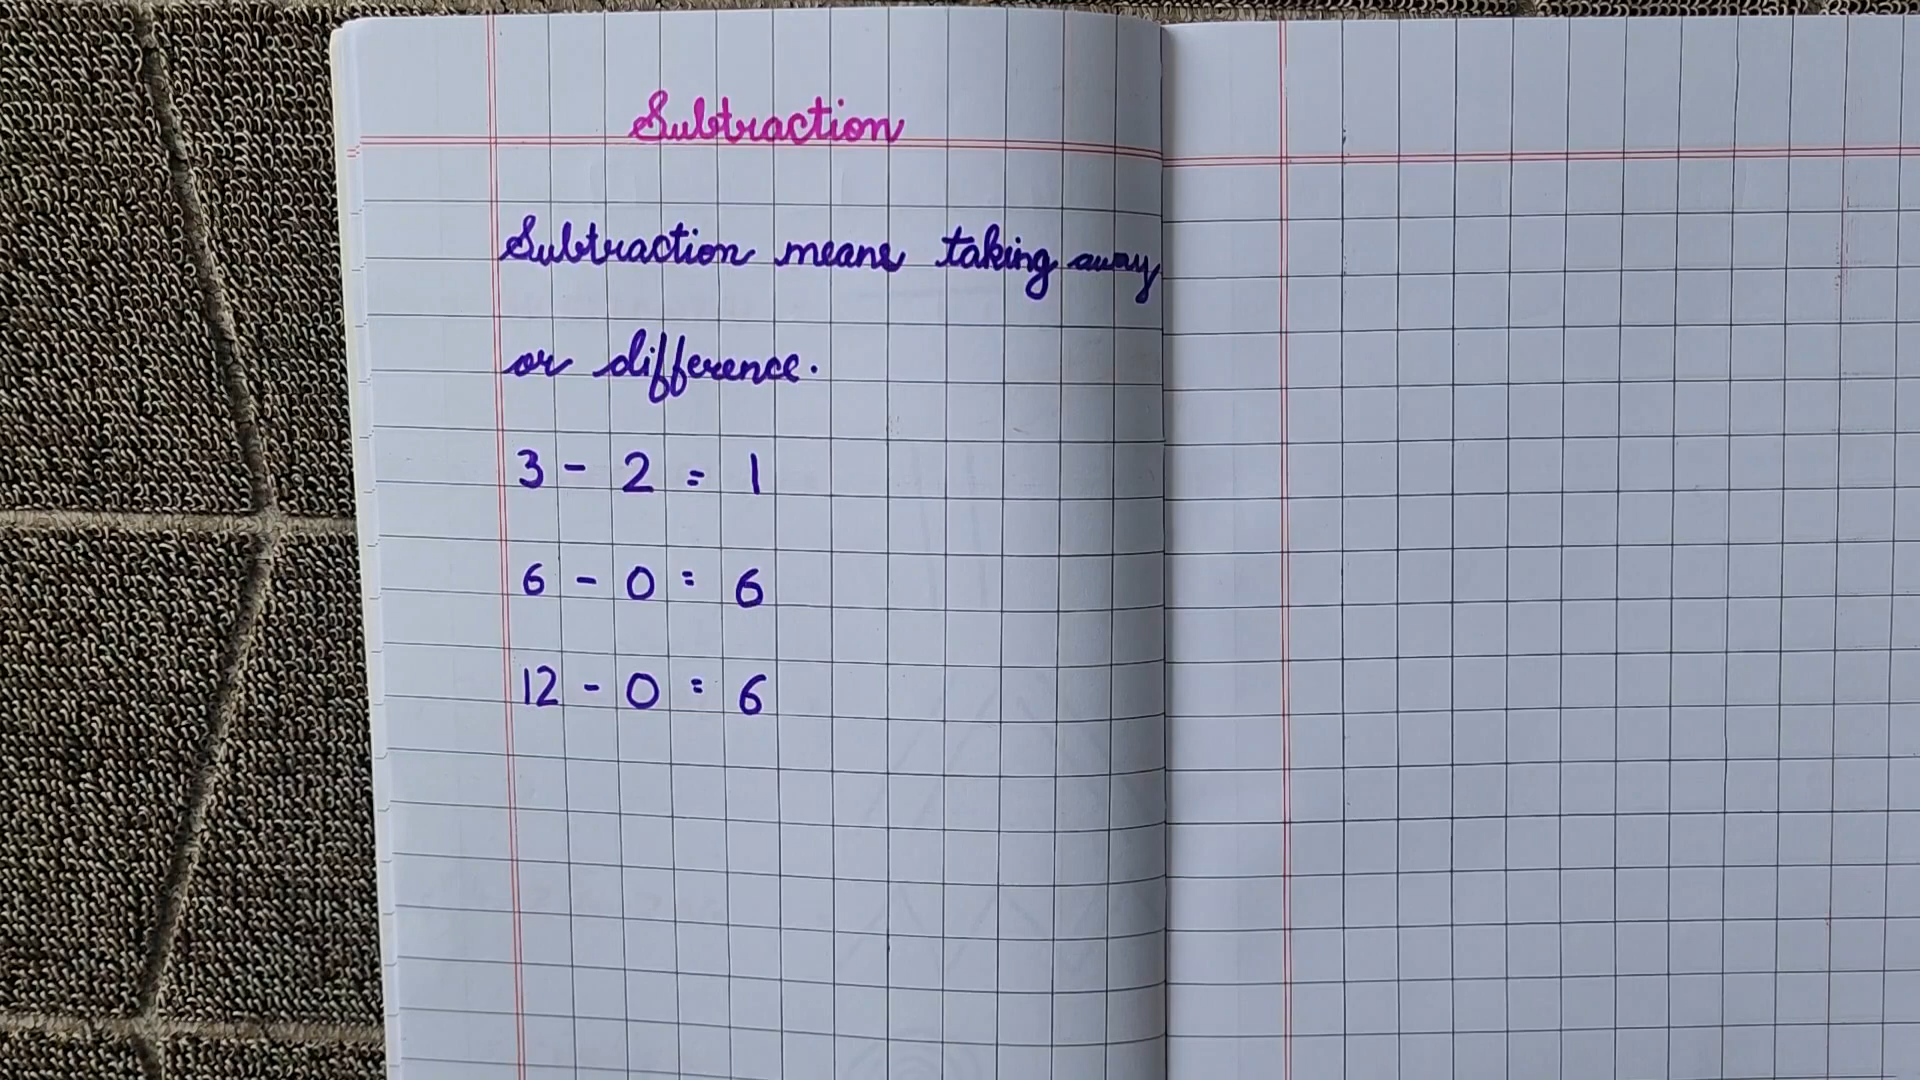 Subtraction
Subtraction means taking away
or difference.
3 - 2 = 1
6 - 0 = 6
12 - 0 = 6